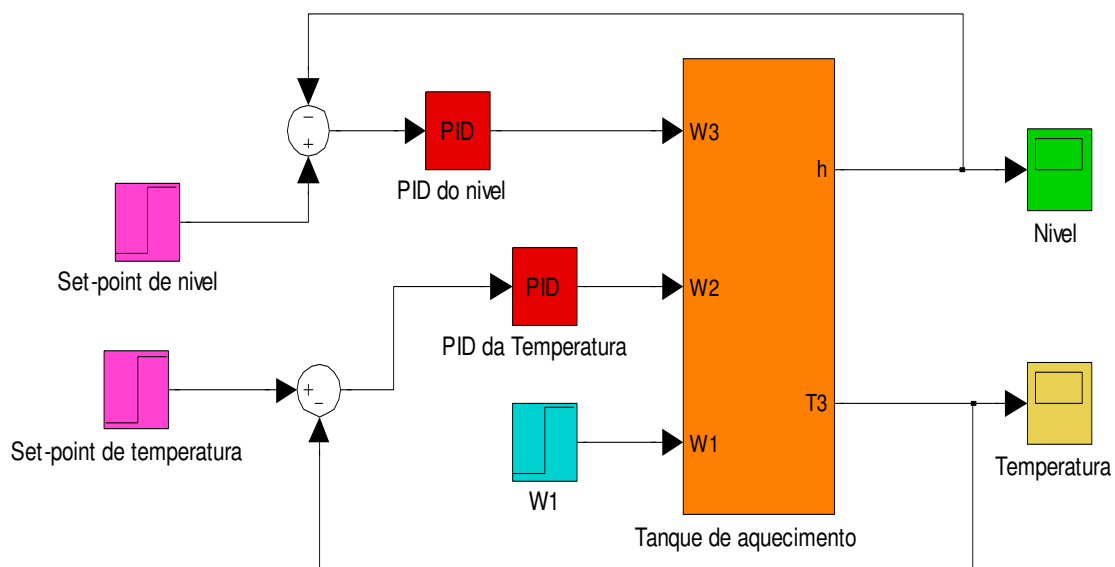 −
+
PID
PID do nivel
Set-point de nivel
W3
h
Nivel
PID
PID da Temperatura
W2
+
−
Set-point de temperatura
W1
W1
T3
Temperatura
Tanque de aquecimento